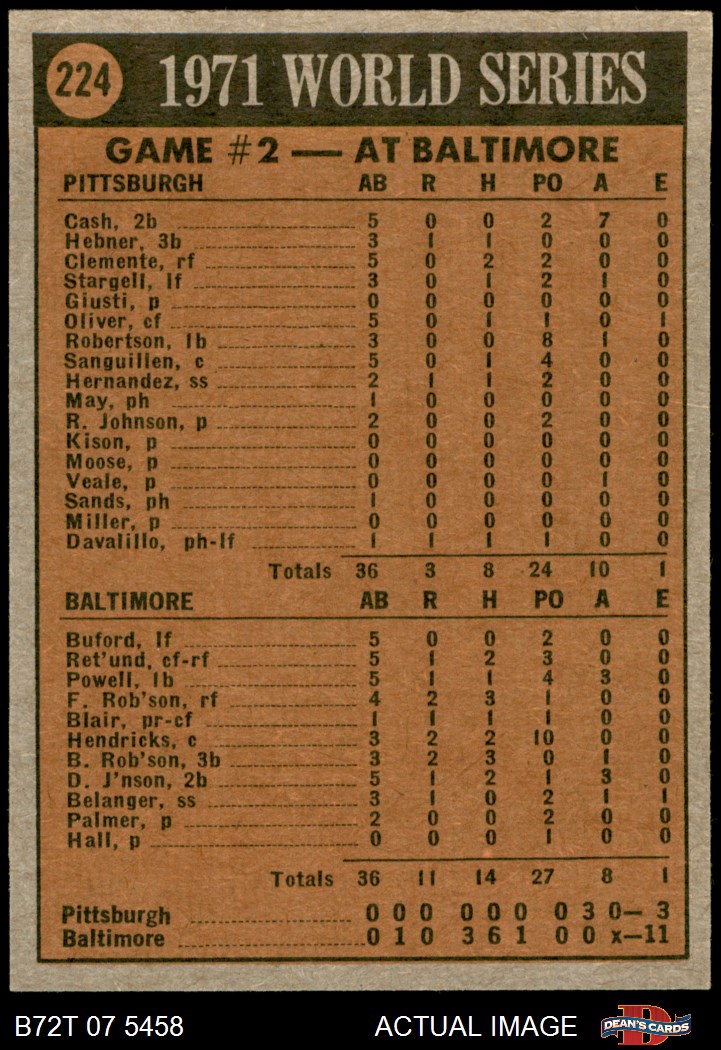 224 1971 WORLD SERIES
GAME #2 — AT BALTIMORE
PITTSBURGH AB R H PO A E
Cash, 2b 5 0 0 2 7 0
Hebner, 3b 3 1 1 0 0 0
Clemente, rf 5 0 2 2 0 0
Stargell, lf 3 0 1 2 1 0
Giusti, p 0 0 0 0 0 0
Oliver, cf 5 0 1 1 0 1
Robertson, 1b 3 0 0 8 1 0
Sanguillen, c 5 0 1 4 0 0
Hernandez, ss 2 1 1 2 0 0
May, ph 1 0 0 0 0 0
R. Johnson, p 2 0 0 2 0 0
Kison, p 0 0 0 0 0 0
Moose, p 0 0 0 0 0 0
Veale, p 0 0 0 0 1 0
Sands, ph 1 0 0 0 0 0
Miller, p 0 0 0 0 0 0
Davalillo, ph-lf 1 1 1 1 0 0
Totals 36 3 8 24 10 1
BALTIMORE AB R H PO A E
Buford, lf 5 0 0 2 0 0
Ret'und, cf-rf 5 1 2 3 0 0
Powell, 1b 5 1 1 4 3 0
F. Rob'son, rf 4 2 3 1 0 0
Blair, pr-cf 1 1 1 1 0 0
Hendricks, c 3 2 2 10 0 0
B. Rob'son, 3b 3 2 3 0 1 0
D. J'nson, 2b 5 1 2 1 3 0
Belanger, ss 3 1 0 2 1 1
Palmer, p 2 0 0 2 0 0
Hall, p 0 0 0 1 0 0
Totals 36 11 14 27 8 1
Pittsburgh 0 0 0 0 0 0 0 3 0— 3
Baltimore 0 1 0 3 6 1 0 0 x—11
B72T 07 5458 ACTUAL IMAGE D DEAN'S CARDS